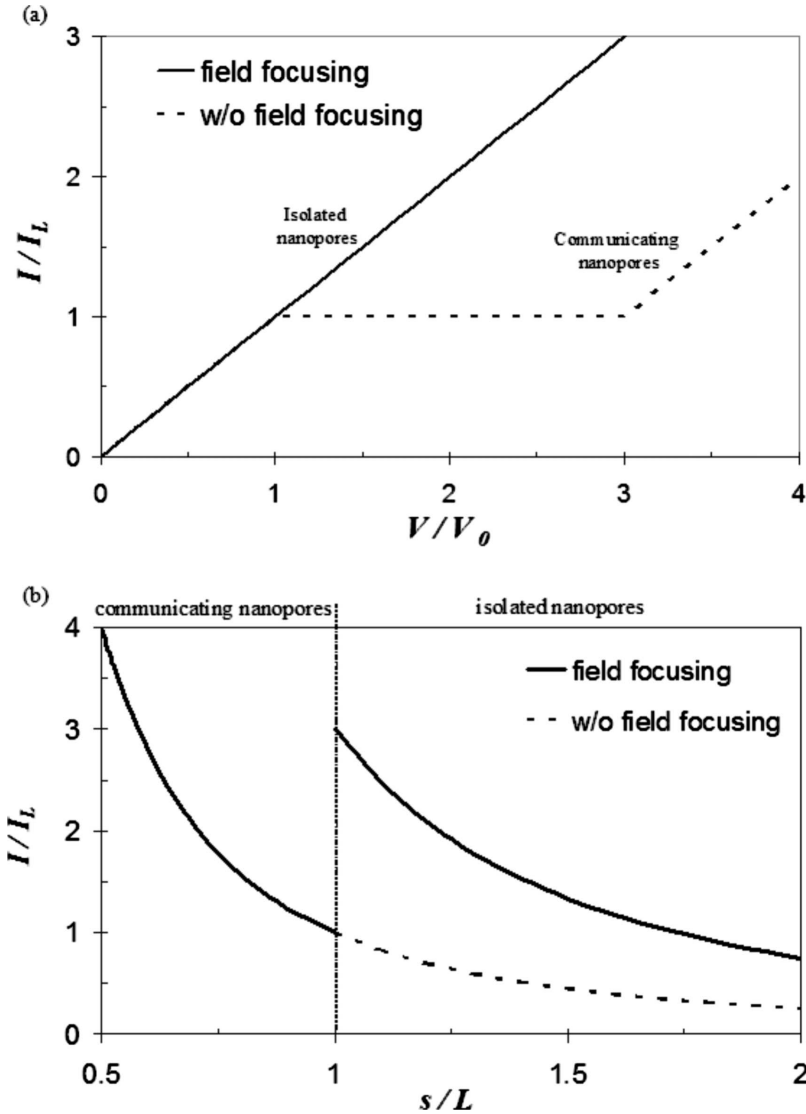 (a)
3
field focusing
w/o field focusing
2
Isolated
nanopores
Communicating
nanopores
I / I_L
1
0
0 1 2 3 4
V / V_0
(b)
communicating nanopores isolated nanopores
4
field focusing
w/o field focusing
3
I / I_L
2
1
0
0.5 1 1.5 2
s / L